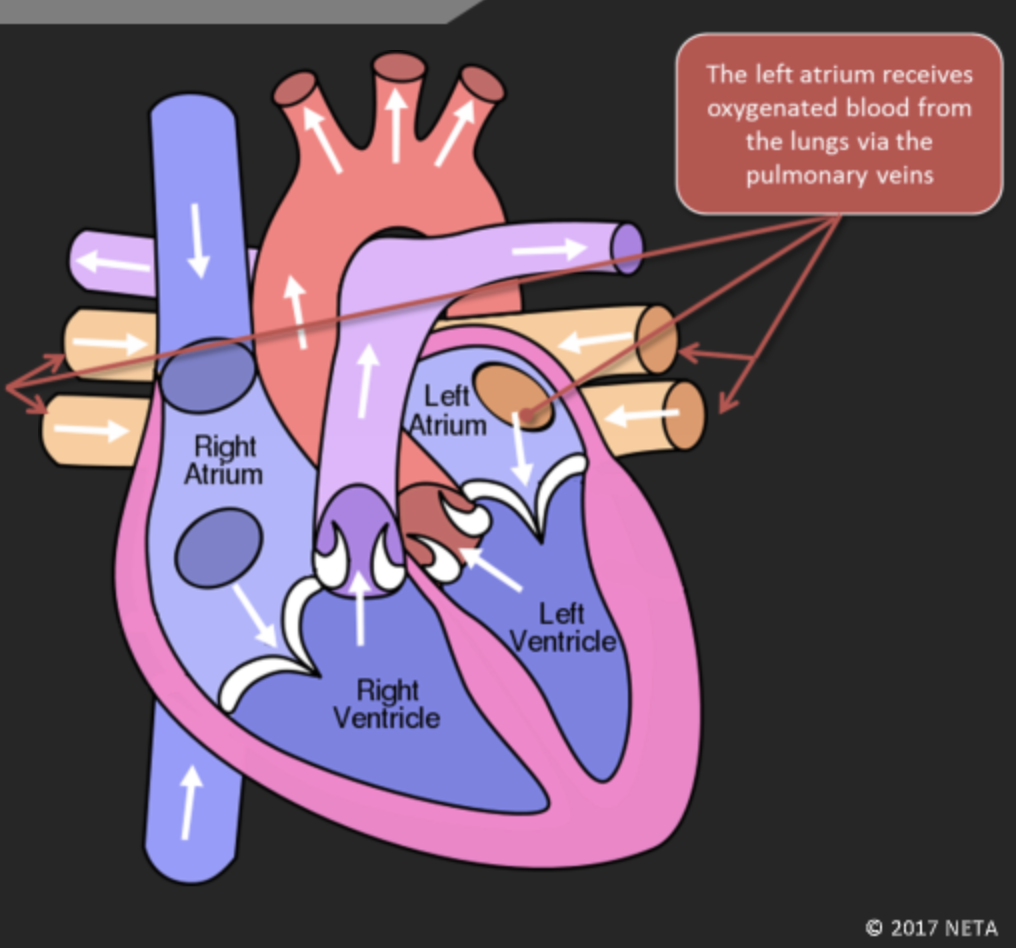 The left atrium receives
oxygenated blood from
the lungs via the
pulmonary veins
Left
Atrium
Right
Atrium
Left
Ventricle
Right
Ventricle
© 2017 NETA